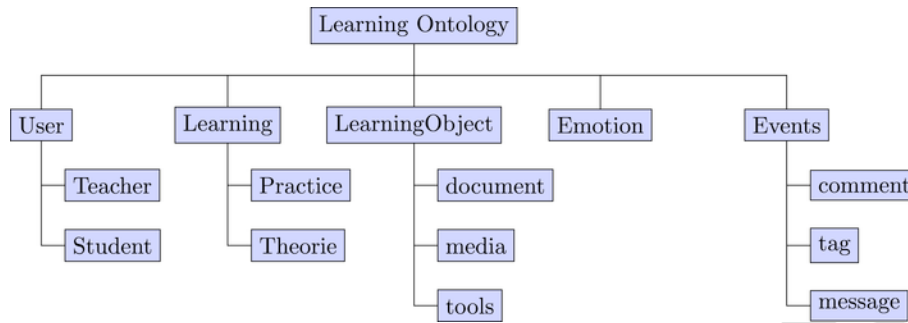 Learning Ontology
User
Learning
LearningObject
Emotion
Events
Teacher
Practice
document
comment
Student
Theorie
media
tag
tools
message